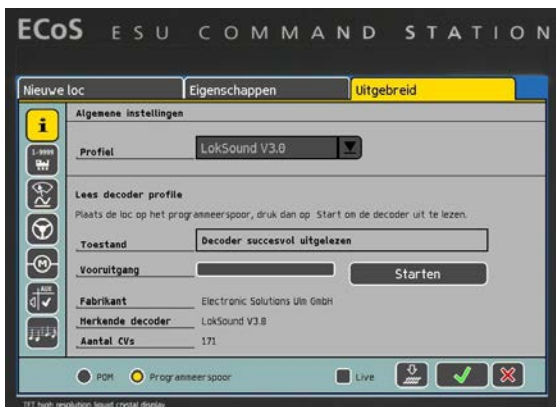 ECoS ESU COMMAND STATION
Nieuwe loc Eigenschappen Uitgebreid
Algemene instellingen
i
1-9999
Profiel LokSound V3.0
Lees decoder profile
Plaats de loc op het programmeerspoor, druk dan op Start om de decoder uit te lezen.
Toestand Decoder succesvol uitgelezen
Vooruitgang Starten
M
AUX
Fabrikant Electronic Solutions Ulm GmbH
Herkende decoder LokSound V3.0
Aantal CVs 171
POM Programmeerspoor Live
TFT high resolution liquid crystal display